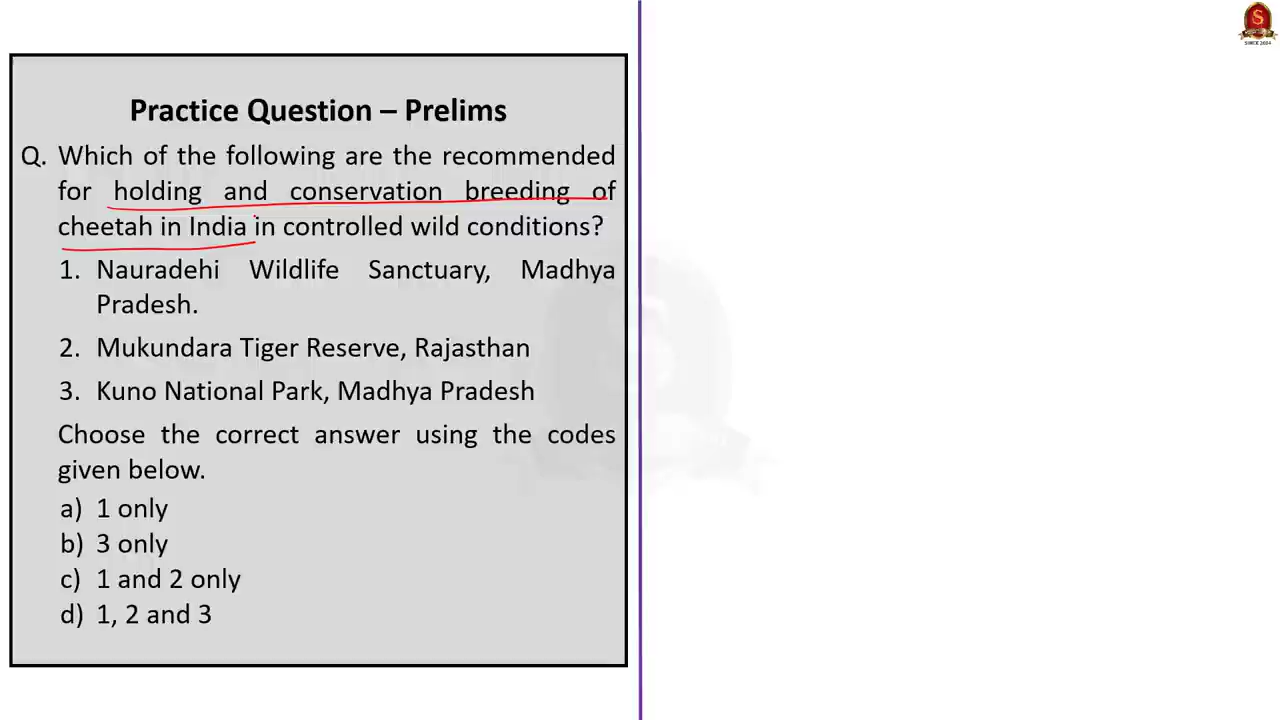 S
SINCE 2004
Practice Question – Prelims
Q. Which of the following are the recommended
for holding and conservation breeding of
cheetah in India in controlled wild conditions?
1. Nauradehi Wildlife Sanctuary, Madhya
Pradesh.
2. Mukundara Tiger Reserve, Rajasthan
3. Kuno National Park, Madhya Pradesh
Choose the correct answer using the codes
given below.
a) 1 only
b) 3 only
c) 1 and 2 only
d) 1, 2 and 3